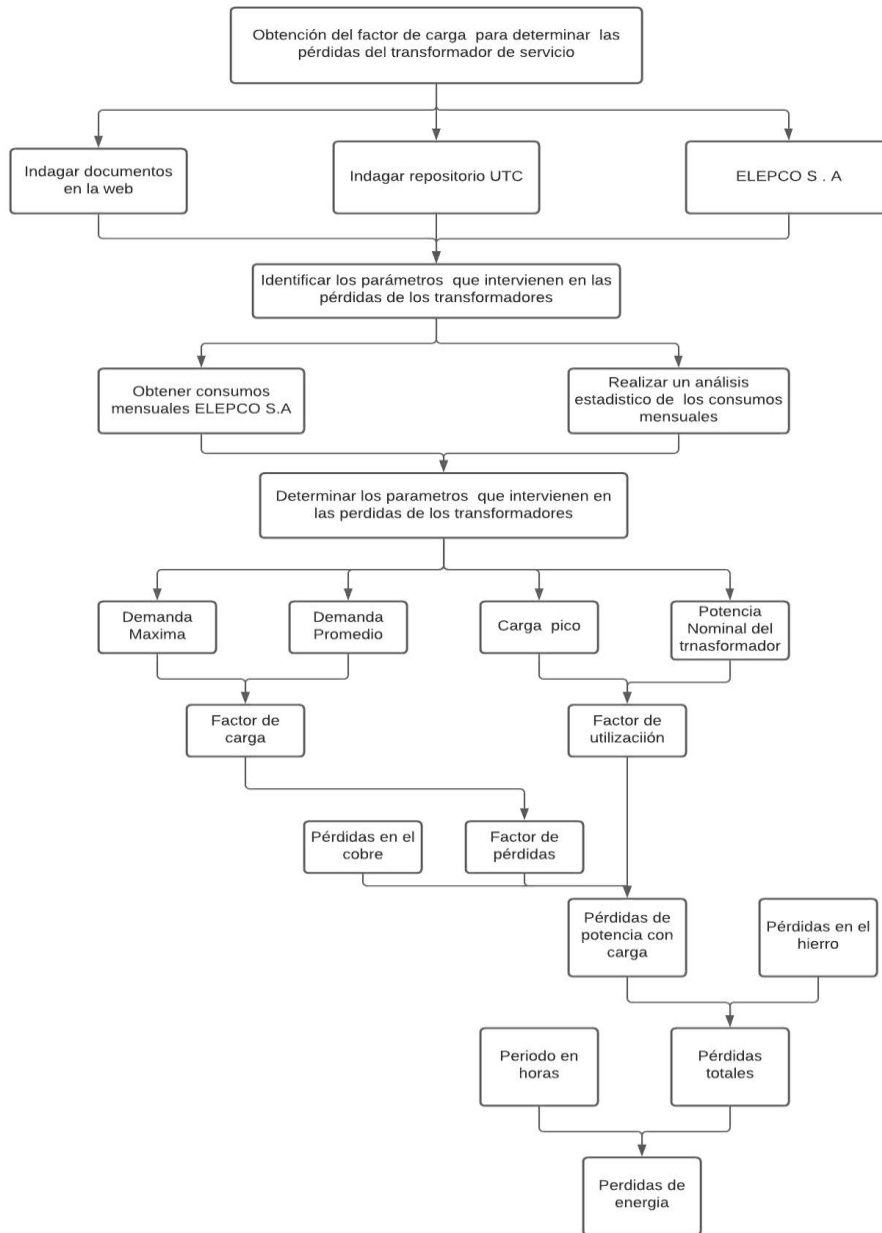 Obtención del factor de carga para determinar las
pérdidas del transformador de servicio
Indagar documentos
en la web
Indagar repositorio UTC
ELEPCO S . A
Identificar los parámetros que intervienen en las
pérdidas de los transformadores
Obtener consumos
mensuales ELEPCO S.A
Realizar un análisis
estadistico de los consumos
mensuales
Determinar los parametros que intervienen en
las perdidas de los transformadores
Demanda
Maxima
Demanda
Promedio
Carga pico
Potencia
Nominal del
trnasformador
Factor de
carga
Factor de
utilizaciión
Pérdidas en el
cobre
Factor de
pérdidas
Pérdidas de
potencia con
carga
Pérdidas en el
hierro
Periodo en
horas
Pérdidas
totales
Perdidas de
energia